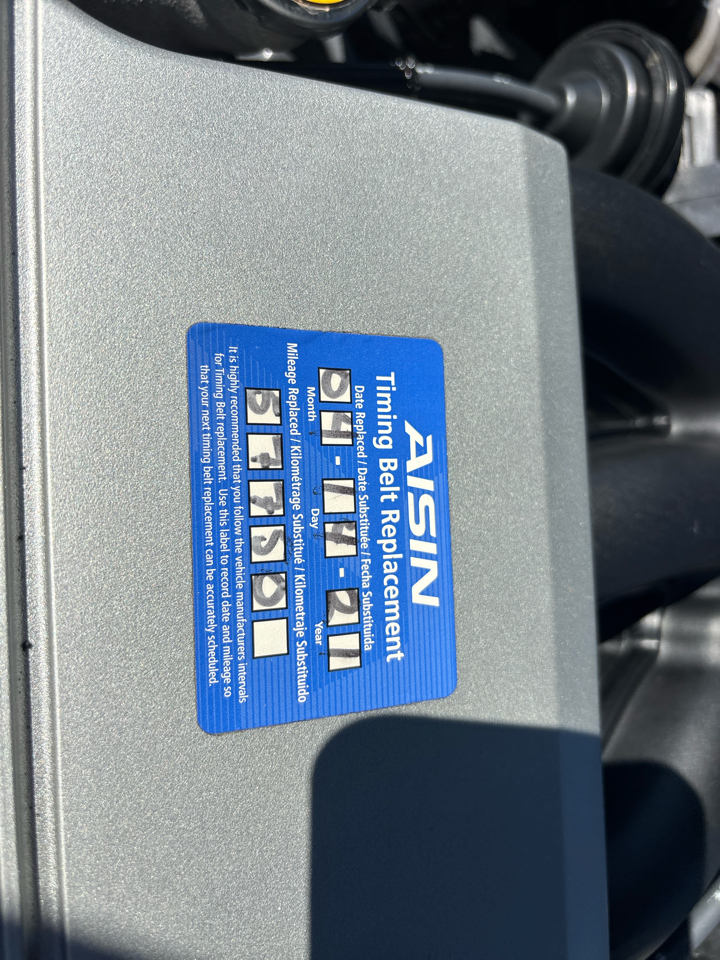 AISIN
Timing Belt Replacement
Date Replaced / Date Substituée / Fecha Substituida
04-14-21
Month Day Year
Mileage Replaced / Kilométrage Substitué / Kilometraje Substituido
57750
It is highly recommended that you follow the vehicle manufacturers intervals
for Timing Belt replacement. Use this label to record date and mileage so
that your next timing belt replacement can be accurately scheduled.